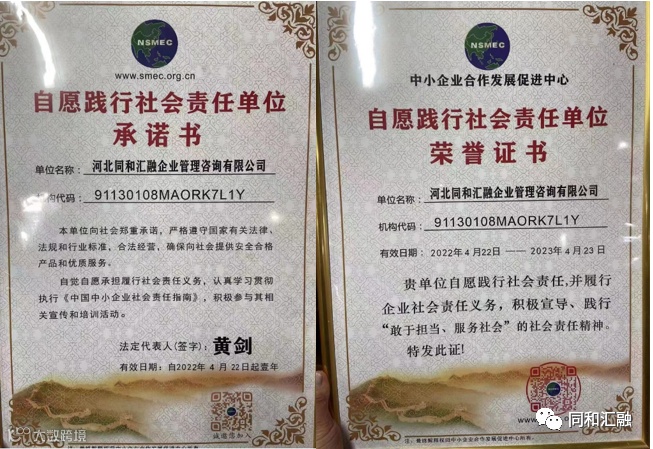 NSMEC
www.smec.org.cn
自愿践行社会责任单位
承诺书
单位名称：河北同和汇融企业管理咨询有限公司
机构代码：91130108MAORK7L1Y
本单位向社会郑重承诺，严格遵守国家有关法律、
法规和行业标准，合法经营，确保向社会提供安全合格
产品和优质服务。
自觉自愿承担履行社会责任义务，认真学习贯彻
执行《中国中小企业社会责任指南》，积极参与其相
关宣传和培训活动。
法定代表人(签字)：黄剑
有效日期：自2022年 4 月 22日起壹年
诚邀您加入
大数跨境
NSMEC
中小企业合作发展促进中心
自愿践行社会责任单位
荣誉证书
单位名称：河北同和汇融企业管理咨询有限公司
机构代码：91130108MAORK7L1Y
有效日期：2022年 4月22日 —— 2023年 4月 23日
贵单位自愿践行社会责任,并履行
企业社会责任义务，积极宣导、践行
“敢于担当、服务社会”的社会责任精神。
特发此证!
同和汇融